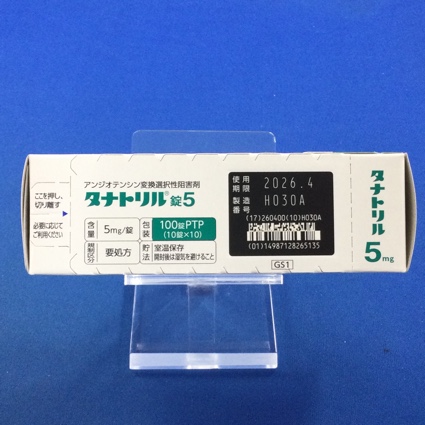 ここを押し、
切り離す
必要に応じて
ご利用ください
アンジオテンシン変換酵素阻害剤
タナトリル®錠5
含量 5mg/錠 包装 100錠PTP
(10錠×10)
規制区分 要処方 貯法 室温保存
開封後は湿気を避けること
使用期限 2026.4
製造番号 H030A
(17)260400(10)H030A
(01)14987128265135
G51
タナトリル
5mg